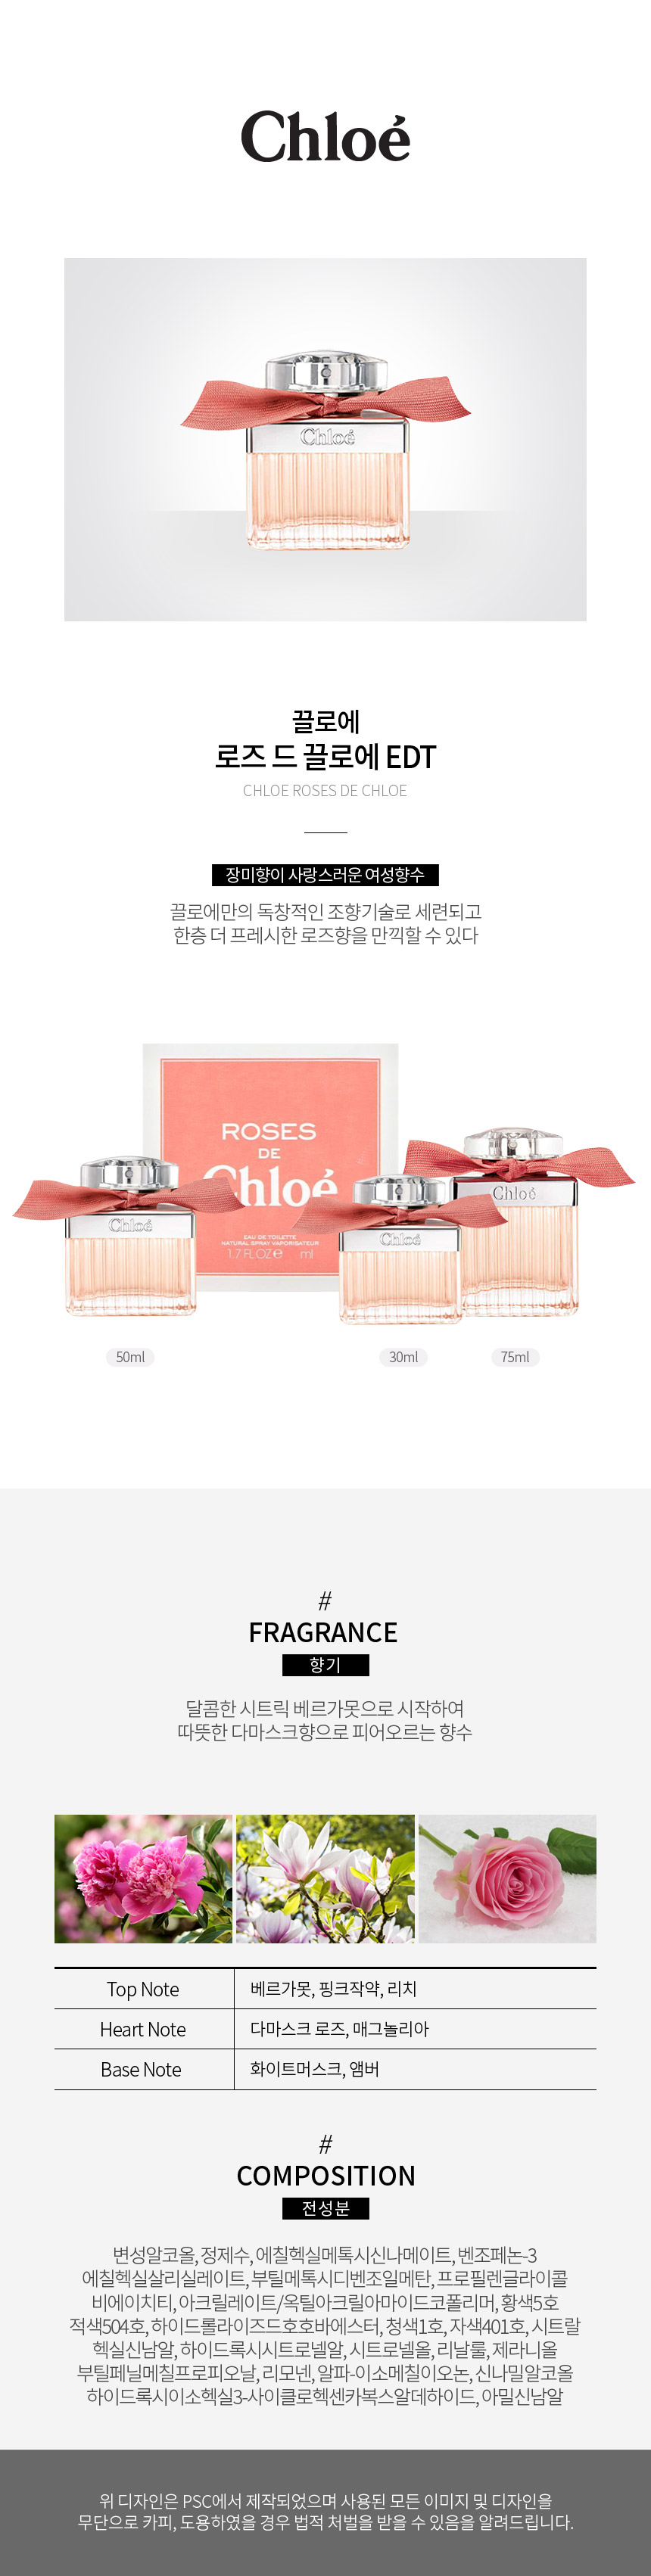 Chloé
Chloé
끌로에
로즈 드 끌로에 EDT
CHLOE ROSES DE CHLOE
장미향이 사랑스러운 여성향수
끌로에만의 독창적인 조향기술로 세련되고
한층 더 프레시한 로즈향을 만끽할 수 있다
ROSES
DE
Chloé
EAU DE TOILETTE
NATURAL SPRAY VAPORISATEUR
1.7 FL.OZ℮ ml
Chloé
Chloé
Chloé
50ml
30ml
75ml
#
FRAGRANCE
향기
달콤한 시트릭 베르가못으로 시작하여
따뜻한 다마스크향으로 피어오르는 향수
Top Note 베르가못, 핑크작약, 리치
Heart Note 다마스크 로즈, 매그놀리아
Base Note 화이트머스크, 앰버
#
COMPOSITION
전성분
변성알코올, 정제수, 에칠헥실메톡시신나메이트, 벤조페논-3
에칠헥실살리실레이트, 부틸메톡시디벤조일메탄, 프로필렌글라이콜
비에이치티, 아크릴레이트/옥틸아크릴아마이드코폴리머, 황색5호
적색504호, 하이드롤라이즈드호호바에스터, 청색1호, 자색401호, 시트랄
헥실신남알, 하이드록시시트로넬알, 시트로넬올, 리날룰, 제라니올
부틸페닐메칠프로피오날, 리모넨, 알파-이소메칠이오논, 신나밀알코올
하이드록시이소헥실3-사이클로헥센카복스알데하이드, 아밀신남알
위 디자인은 PSC에서 제작되었으며 사용된 모든 이미지 및 디자인을
무단으로 카피, 도용하였을 경우 법적 처벌을 받을 수 있음을 알려드립니다.